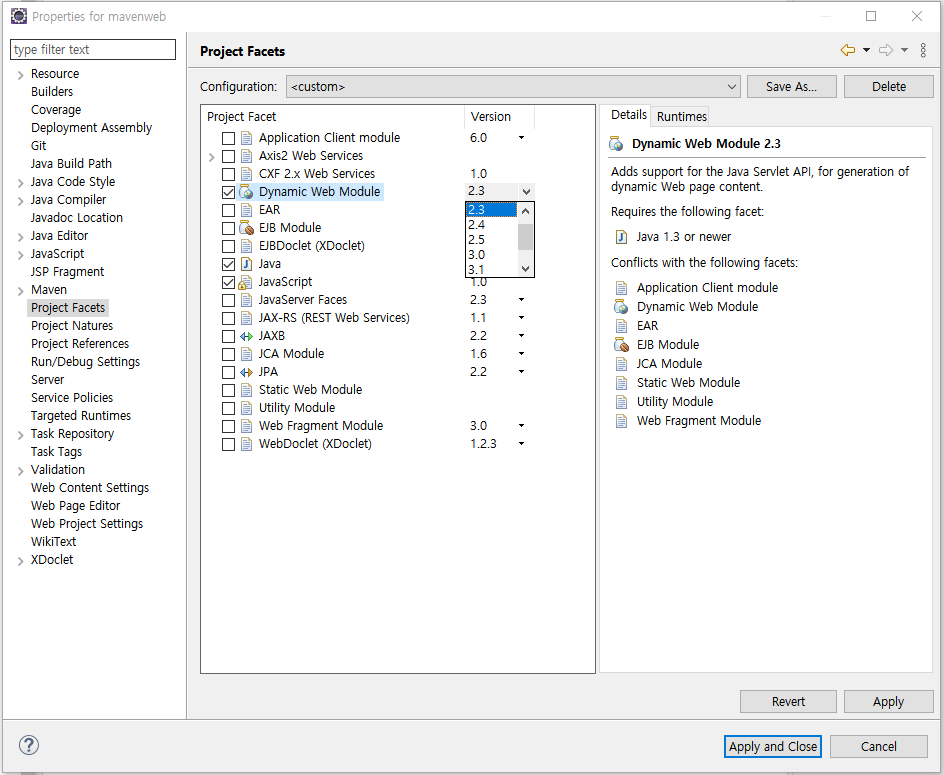 Properties for mavenweb
type filter text
Resource
Builders
Coverage
Deployment Assembly
Git
Java Build Path
Java Code Style
Java Compiler
Javadoc Location
Java Editor
JavaScript
JSP Fragment
Maven
Project Facets
Project Natures
Project References
Run/Debug Settings
Server
Service Policies
Targeted Runtimes
Task Repository
Task Tags
Validation
Web Content Settings
Web Page Editor
Web Project Settings
WikiText
XDoclet
Project Facets
Configuration: <custom> Save As... Delete
Project Facet Version
Application Client module 6.0
Axis2 Web Services
CXF 2.x Web Services 1.0
Dynamic Web Module 2.3
EAR
EJB Module
EJBDoclet (XDoclet)
Java
JavaScript 1.0
JavaServer Faces 2.3
JAX-RS (REST Web Services) 1.1
JAXB 2.2
JCA Module 1.6
JPA 2.2
Static Web Module
Utility Module
Web Fragment Module 3.0
WebDoclet (XDoclet) 1.2.3
2.3
2.4
2.5
3.0
3.1
Details Runtimes
Dynamic Web Module 2.3
Adds support for the Java Servlet API, for generation of
dynamic Web page content.
Requires the following facet:
Java 1.3 or newer
Conflicts with the following facets:
Application Client module
Dynamic Web Module
EAR
EJB Module
JCA Module
Static Web Module
Utility Module
Web Fragment Module
Revert Apply
? Apply and Close Cancel